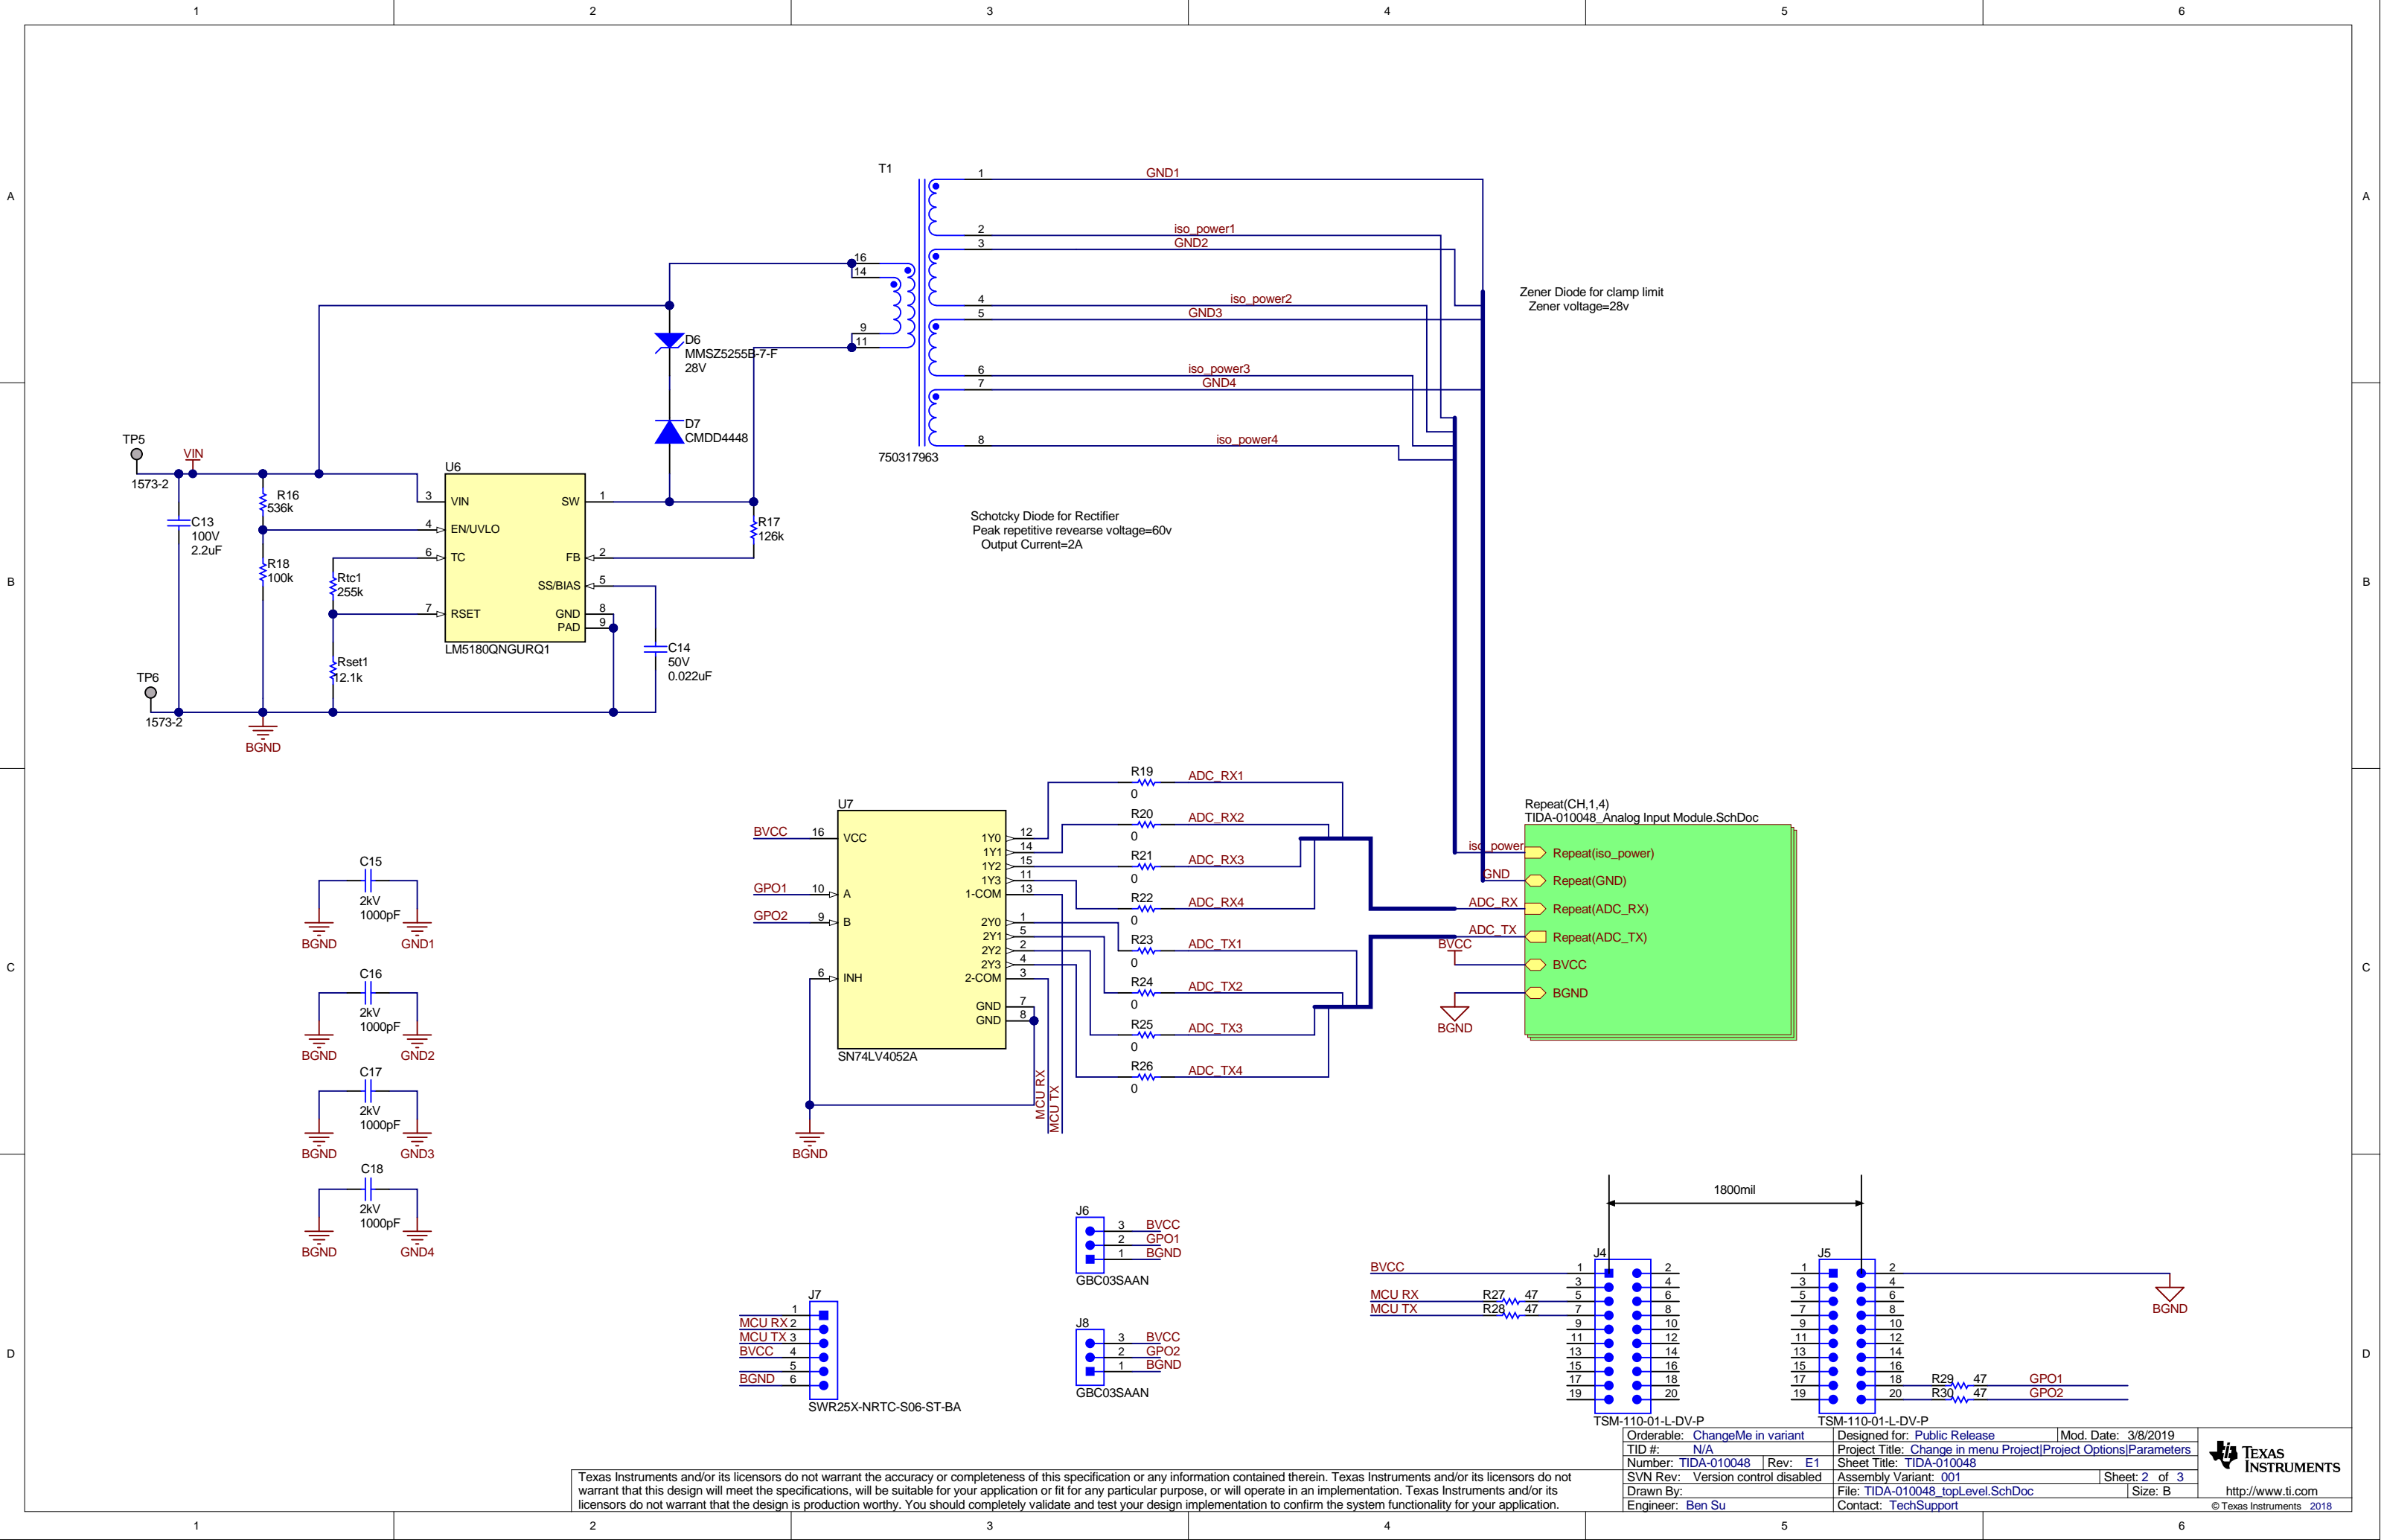 1 2 3 4 5 6
A A
B B
C C
D D
T1
1 GND1
2 iso_power1
3 GND2
4 iso_power2
5 GND3
6 iso_power3
7 GND4
8 iso_power4
16
14
9
11
750317963
Zener Diode for clamp limit
Zener voltage=28v
D6
MMSZ5255B-7-F
28V
D7
CMDD4448
TP5
1573-2
VIN
C13
100V
2.2uF
R16
536k
R18
100k
Rtc1
255k
Rset1
12.1k
TP6
1573-2
BGND
U6
3 VIN
4 EN/UVLO
6 TC
7 RSET
SW 1
FB 2
SS/BIAS 5
GND 8
PAD 9
LM5180QNGURQ1
R17
126k
C14
50V
0.022uF
Schotcky Diode for Rectifier
Peak repetitive revearse voltage=60v
Output Current=2A
C15
2kV
1000pF
BGND GND1
C16
2kV
1000pF
BGND GND2
C17
2kV
1000pF
BGND GND3
C18
2kV
1000pF
BGND GND4
U7
BVCC 16 VCC
GPO1 10 A
GPO2 9 B
6 INH
1Y0 12
1Y1 14
1Y2 15
1Y3 11
1-COM 13
2Y0 1
2Y1 5
2Y2 2
2Y3 4
2-COM 3
GND 7
GND 8
SN74LV4052A
BGND
MCU RX
MCU TX
R19 ADC_RX1
0
R20 ADC_RX2
0
R21 ADC_RX3
0
R22 ADC_RX4
0
R23 ADC_TX1
0
R24 ADC_TX2
0
R25 ADC_TX3
0
R26 ADC_TX4
0
Repeat(CH,1,4)
TIDA-010048_Analog Input Module.SchDoc
iso_power Repeat(iso_power)
GND Repeat(GND)
ADC_RX Repeat(ADC_RX)
ADC_TX Repeat(ADC_TX)
BVCC BVCC
BGND
BGND
J6
3 BVCC
2 GPO1
1 BGND
GBC03SAAN
J8
3 BVCC
2 GPO2
1 BGND
GBC03SAAN
J7
1
MCU RX 2
MCU TX 3
BVCC 4
5
BGND 6
SWR25X-NRTC-S06-ST-BA
1800mil
J4
BVCC 1 2
3 4
MCU RX R27 47 5 6
MCU TX R28 47 7 8
9 10
11 12
13 14
15 16
17 18
19 20
TSM-110-01-L-DV-P
J5
1 2
3 4
5 6
7 8
9 10
11 12
13 14
15 16
17 18 R29 47 GPO1
19 20 R30 47 GPO2
TSM-110-01-L-DV-P
BGND
Texas Instruments and/or its licensors do not warrant the accuracy or completeness of this specification or any information contained therein. Texas Instruments and/or its licensors do not
warrant that this design will meet the specifications, will be suitable for your application or fit for any particular purpose, or will operate in an implementation. Texas Instruments and/or its
licensors do not warrant that the design is production worthy. You should completely validate and test your design implementation to confirm the system functionality for your application.
Orderable: ChangeMe in variant Designed for: Public Release Mod. Date: 3/8/2019
TID #: N/A Project Title: Change in menu Project|Project Options|Parameters
Number: TIDA-010048 Rev: E1 Sheet Title: TIDA-010048
SVN Rev: Version control disabled Assembly Variant: 001 Sheet: 2 of 3
Drawn By: File: TIDA-010048_topLevel.SchDoc Size: B
Engineer: Ben Su Contact: TechSupport
TEXAS
INSTRUMENTS
http://www.ti.com
© Texas Instruments 2018
1 2 3 4 5 6